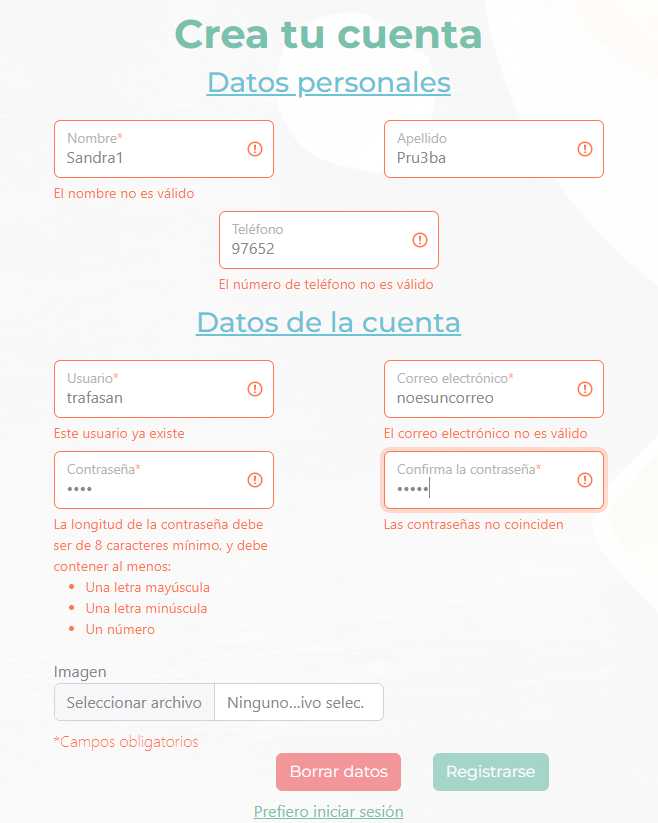 Crea tu cuenta
Datos personales
Nombre*
Sandra1
El nombre no es válido
Apellido
Pru3ba
Teléfono
97652
El número de teléfono no es válido
Datos de la cuenta
Usuario*
trafasan
Este usuario ya existe
Correo electrónico*
noesuncorreo
El correo electrónico no es válido
Contraseña*
••••
La longitud de la contraseña debe
ser de 8 caracteres mínimo, y debe
contener al menos:
• Una letra mayúscula
• Una letra minúscula
• Un número
Confirma la contraseña*
•••••
Las contraseñas no coinciden
Imagen
Seleccionar archivo Ninguno...ivo selec.
*Campos obligatorios
Borrar datos Registrarse
Prefiero iniciar sesión